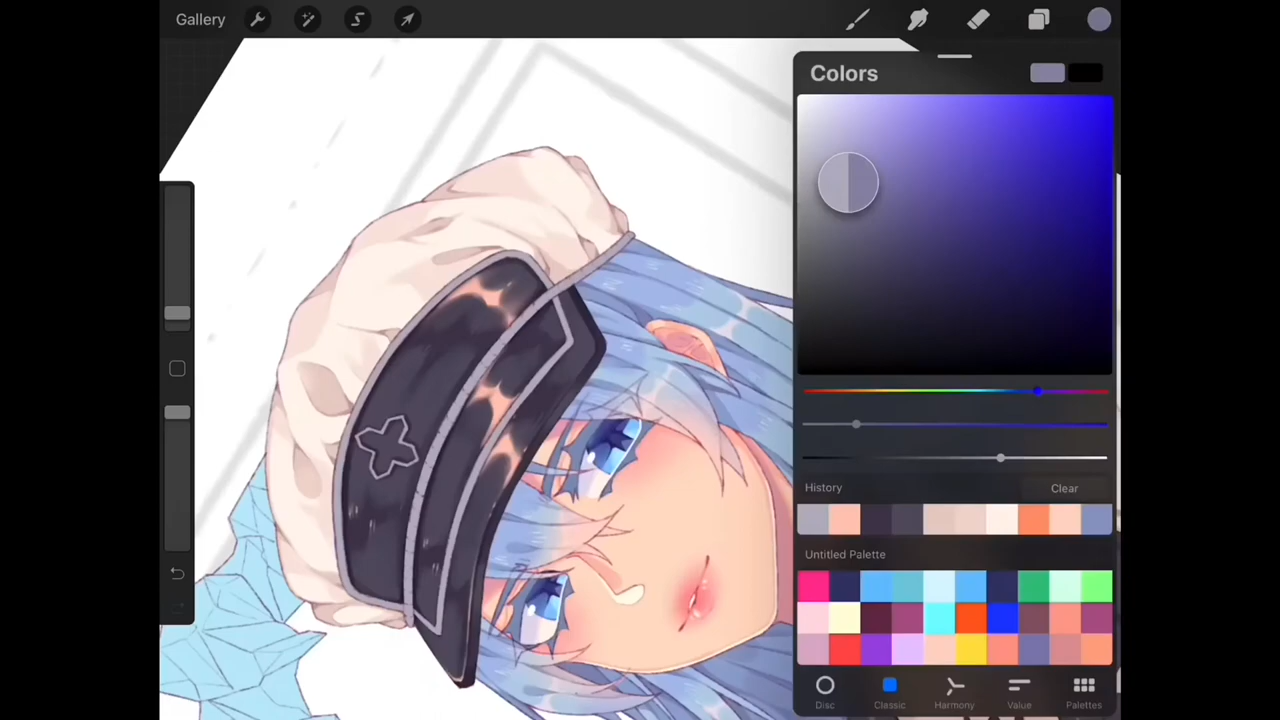 Gallery
Colors
History
Clear
Untitled Palette
Disc
Classic
Harmony
Value
Palettes